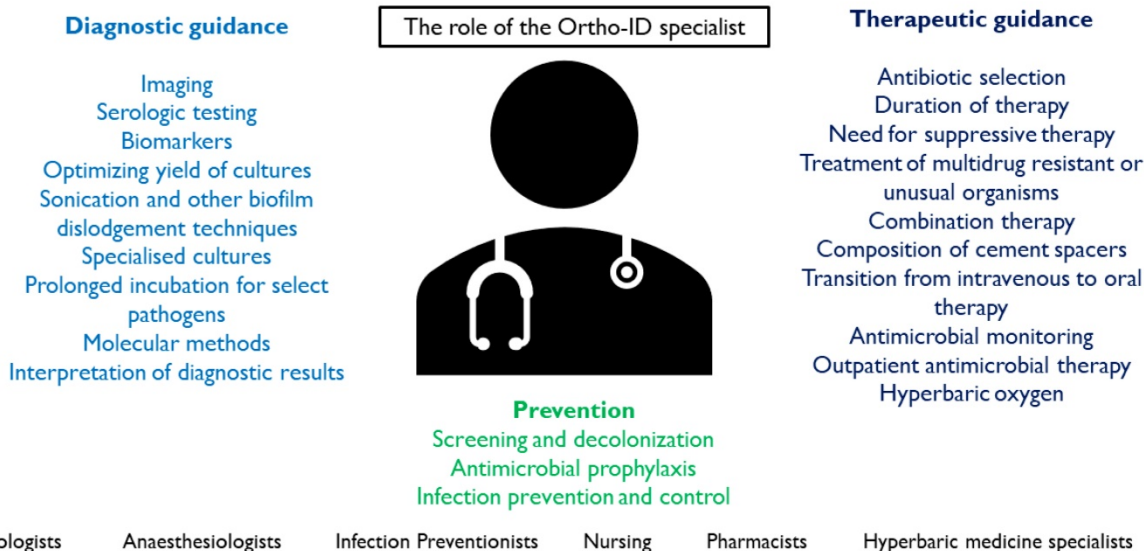 The role of the Ortho-ID specialist
Diagnostic guidance
Imaging
Serologic testing
Biomarkers
Optimizing yield of cultures
Sonication and other biofilm
dislodgement techniques
Specialised cultures
Prolonged incubation for select
pathogens
Molecular methods
Interpretation of diagnostic results
Therapeutic guidance
Antibiotic selection
Duration of therapy
Need for suppressive therapy
Treatment of multidrug resistant or
unusual organisms
Combination therapy
Composition of cement spacers
Transition from intravenous to oral
therapy
Antimicrobial monitoring
Outpatient antimicrobial therapy
Hyperbaric oxygen
Prevention
Screening and decolonization
Antimicrobial prophylaxis
Infection prevention and control
Anaesthesiologists Infection Preventionists Nursing Pharmacists Hyperbaric medicine specialists